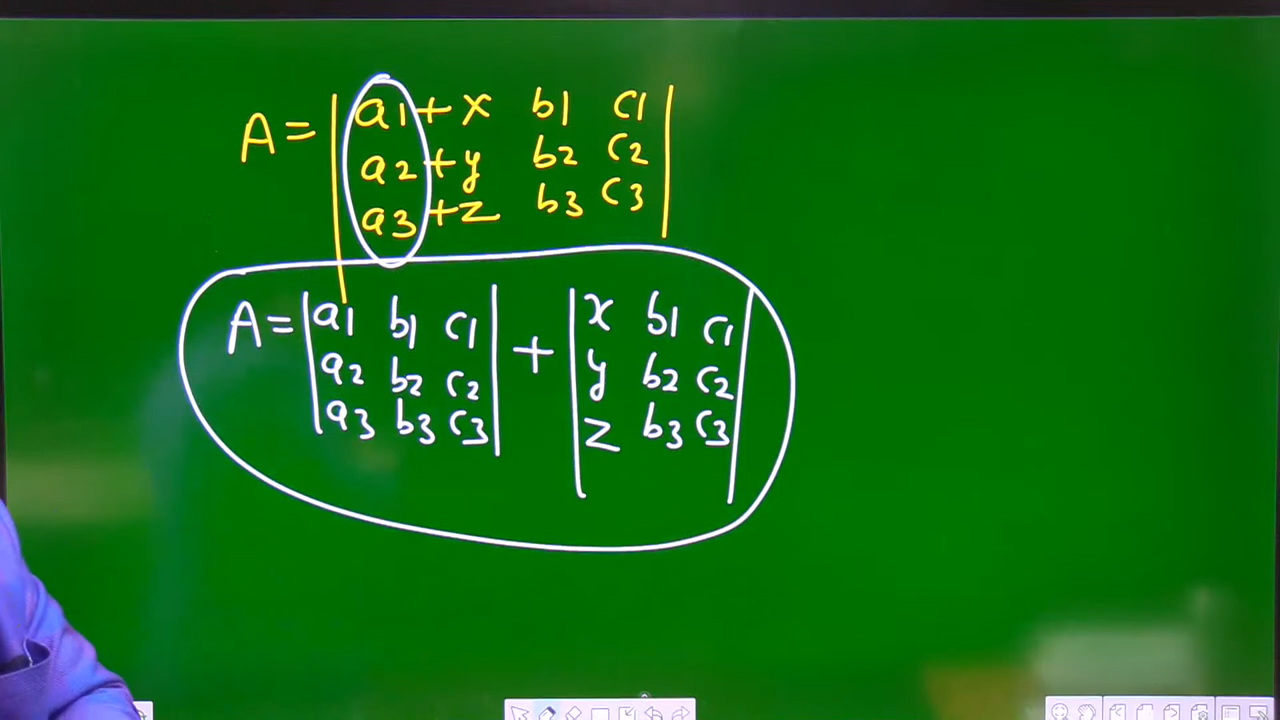 A = | a1+x b1 c1 |
| a2+y b2 c2 |
| a3+z b3 c3 |
A = | a1 b1 c1 | + | x b1 c1 |
| a2 b2 c2 | | y b2 c2 |
| a3 b3 c3 | | z b3 c3 |